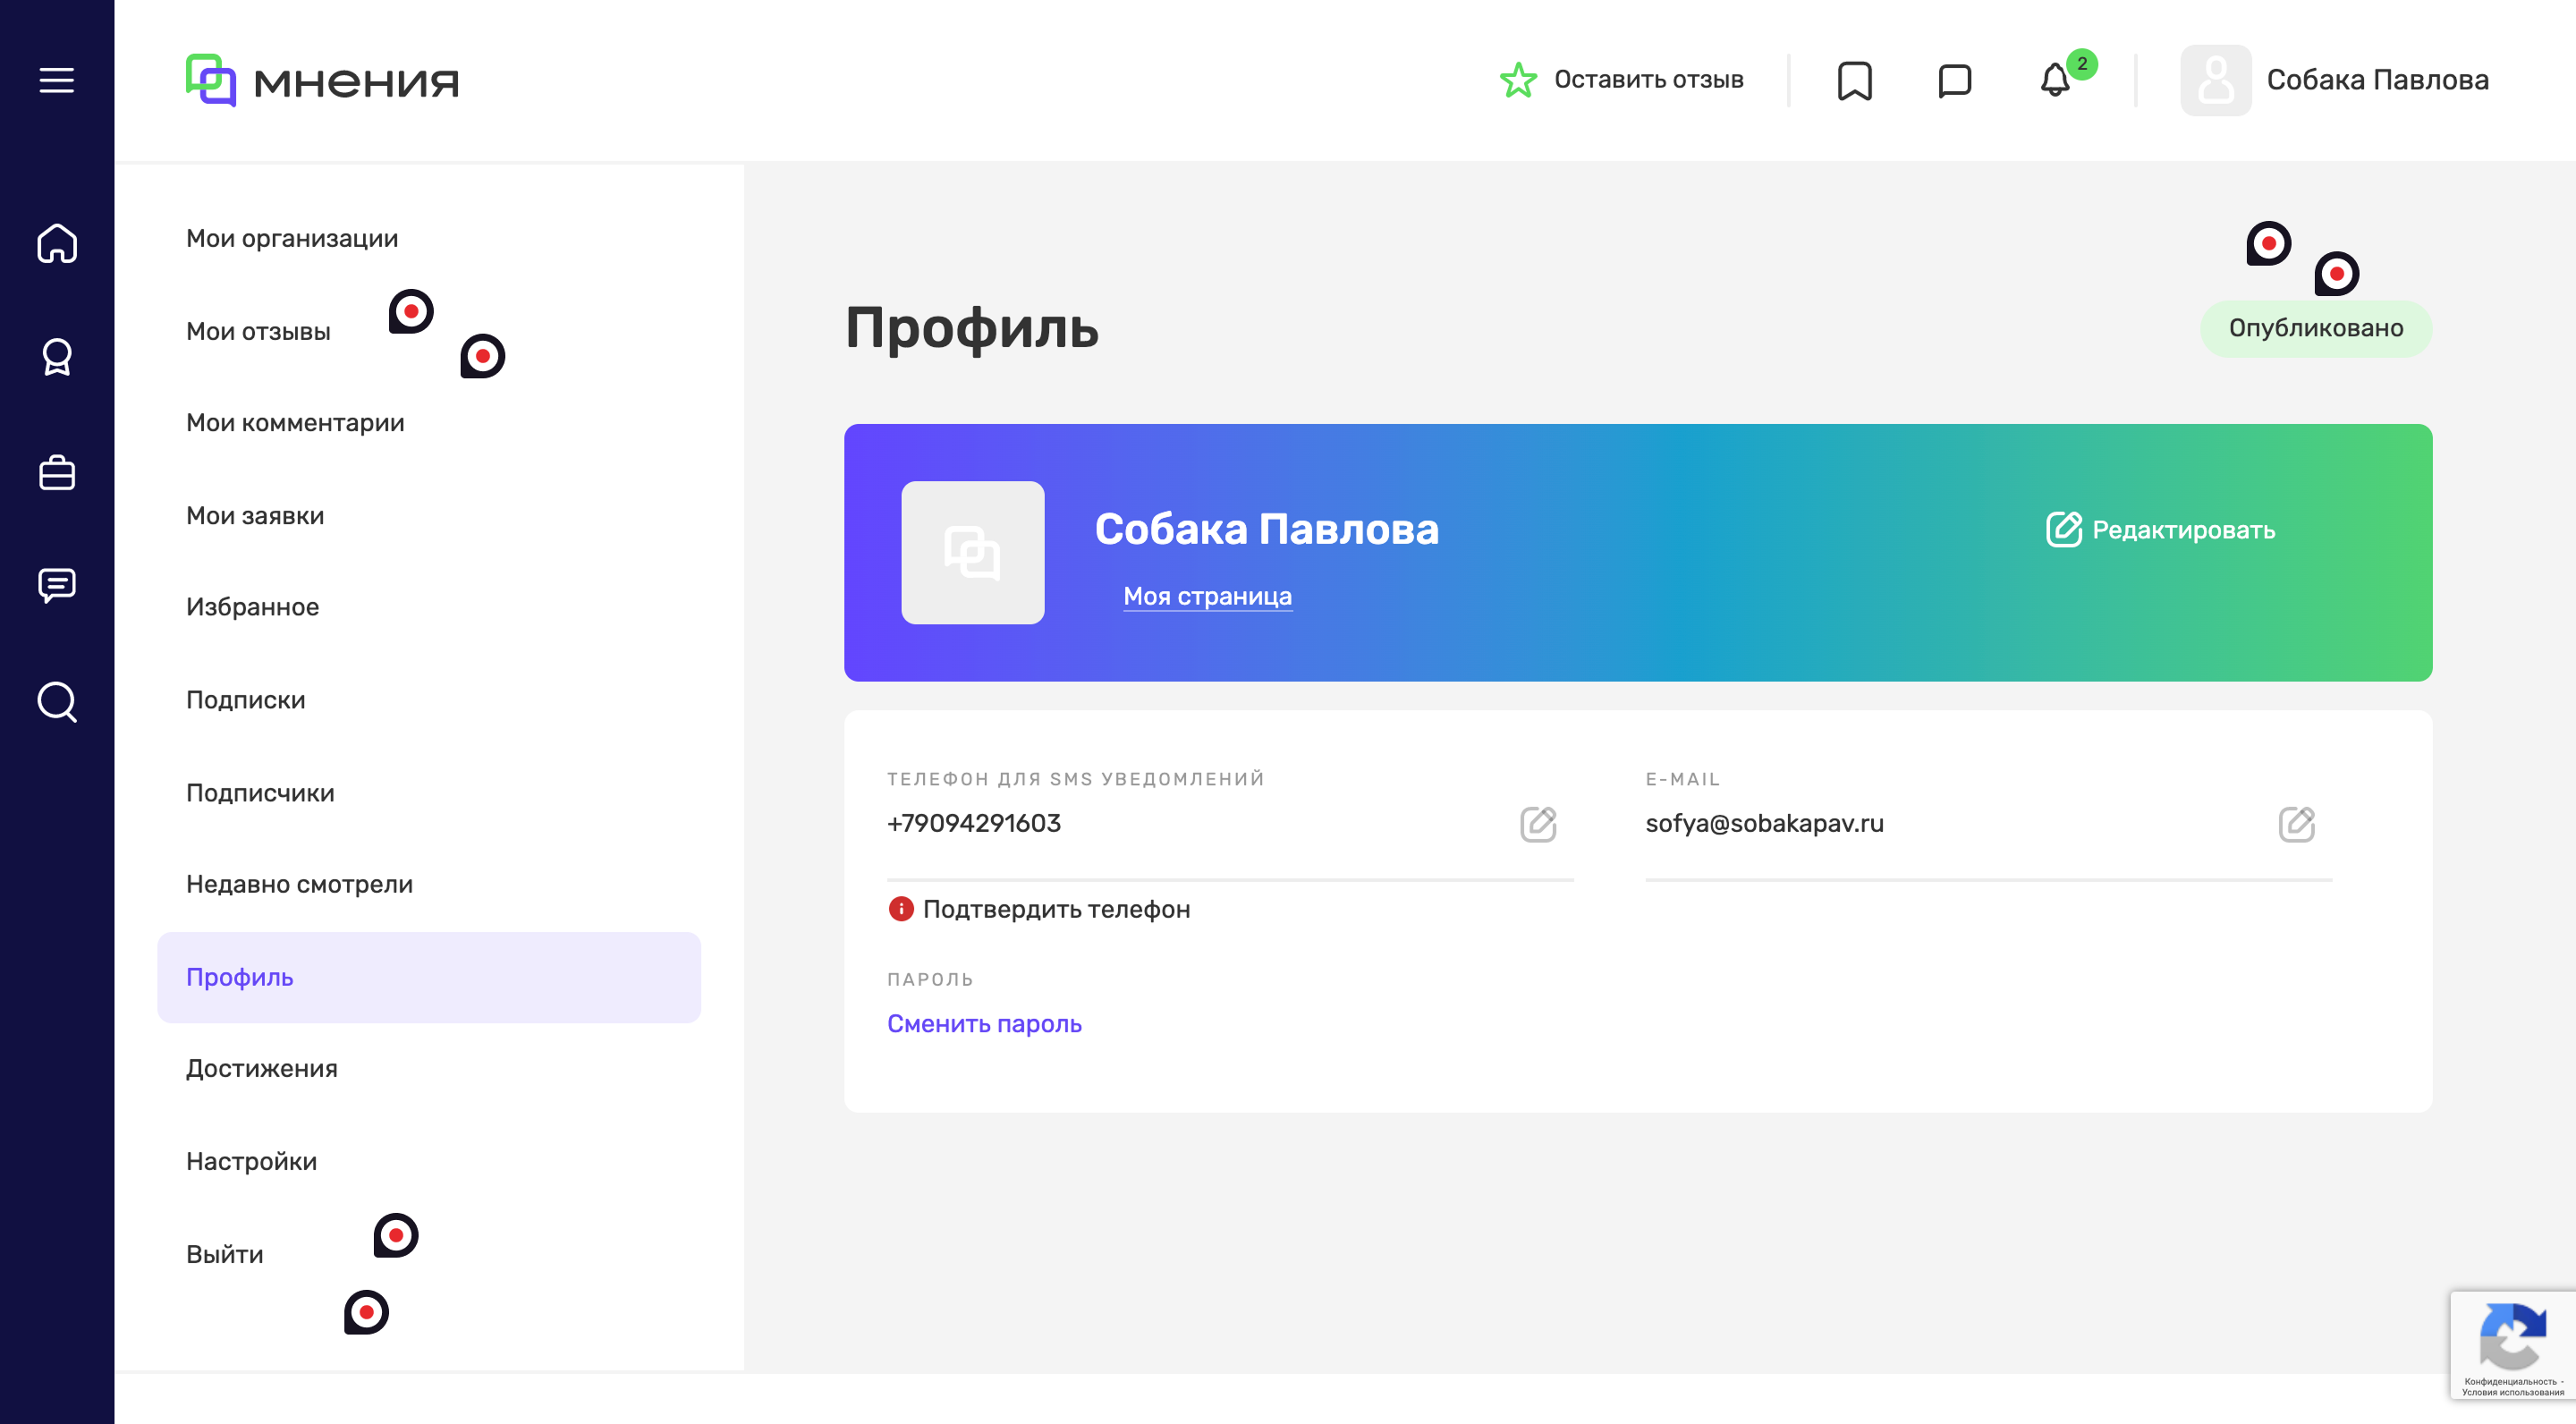 мнения
Оставить отзыв
2
Собака Павлова
Мои организации
Мои отзывы
Мои комментарии
Мои заявки
Избранное
Подписки
Подписчики
Недавно смотрели
Профиль
Достижения
Настройки
Выйти
Профиль
Опубликовано
Собака Павлова
Редактировать
Моя страница
ТЕЛЕФОН ДЛЯ SMS УВЕДОМЛЕНИЙ
+79094291603
E-MAIL
sofya@sobakapav.ru
Подтвердить телефон
ПАРОЛЬ
Сменить пароль
Конфиденциальность -
Условия использования